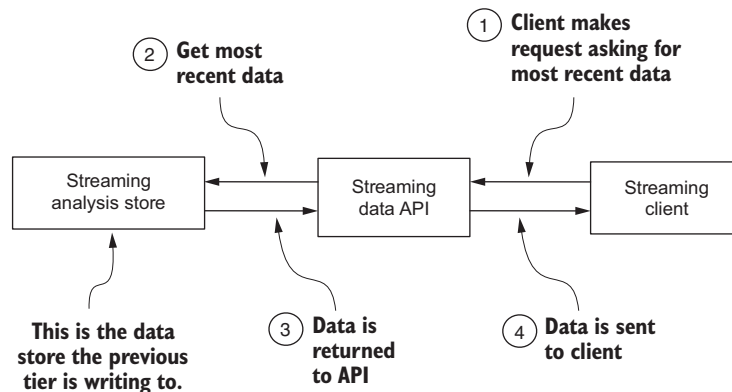 1
Client makes
request asking for
most recent data
2
Get most
recent data
Streaming
analysis store
Streaming
data API
Streaming
client
This is the data
store the previous
tier is writing to.
3
Data is
returned
to API
4
Data is sent
to client